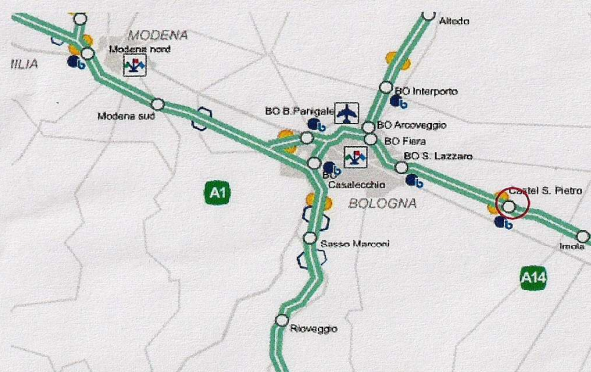 MODENA
Modena nord
IILIA
Modena sud
Altedo
BO Interporto
BO B.Panigale
BO Arcoveggio
BO Fiera
BO S. Lazzaro
BO
Casalecchio
BOLOGNA
Castel S. Pietro
A1
Sasso Marconi
Imola
A14
Rioveggio